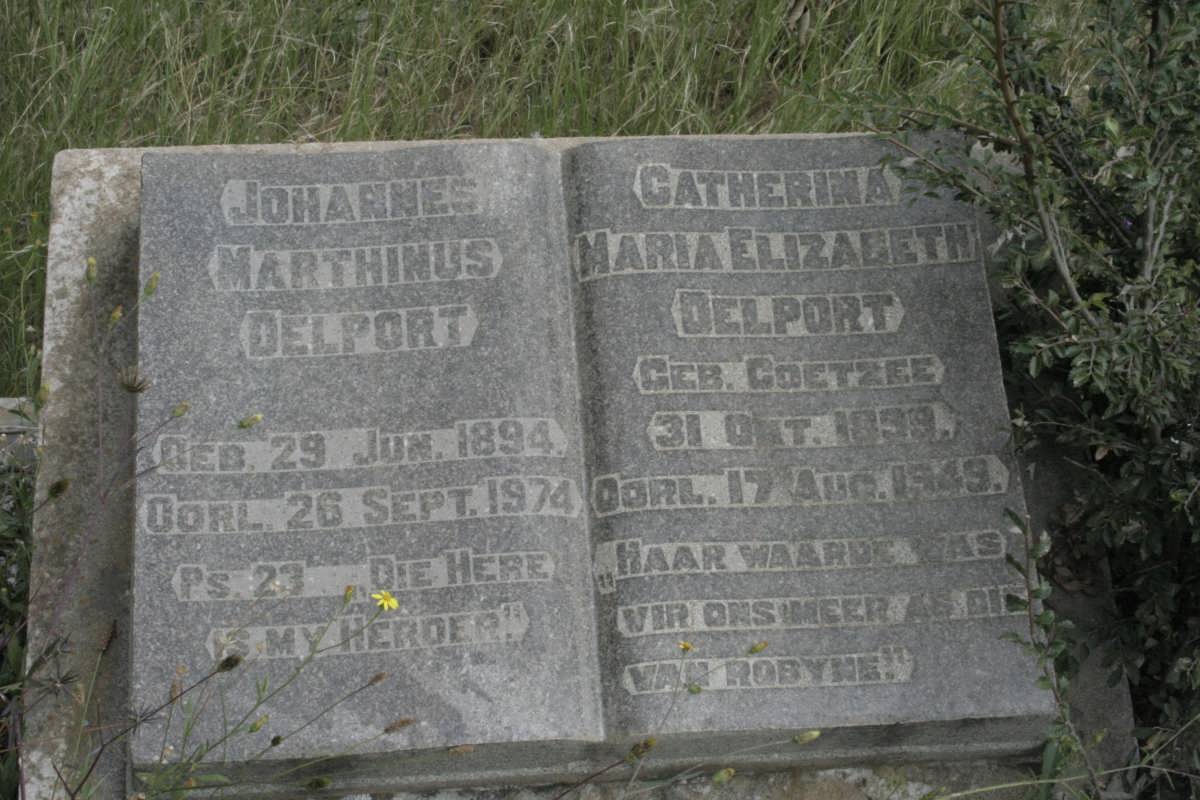 JOHANNES
MARTHINUS
DELPORT
GEB. 29 JUN. 1894.
OORL. 26 SEPT. 1974
PS. 23 „DIE HERE
IS MY HERDER"
CATHERINA
MARIA ELIZABETH
DELPORT
GEB. COETZEE
31 OKT. 1899.
OORL. 17 AUG. 1949.
„HAAR WAARDE WAS
VIR ONS MEER AS DIE
VAN ROBYNE"